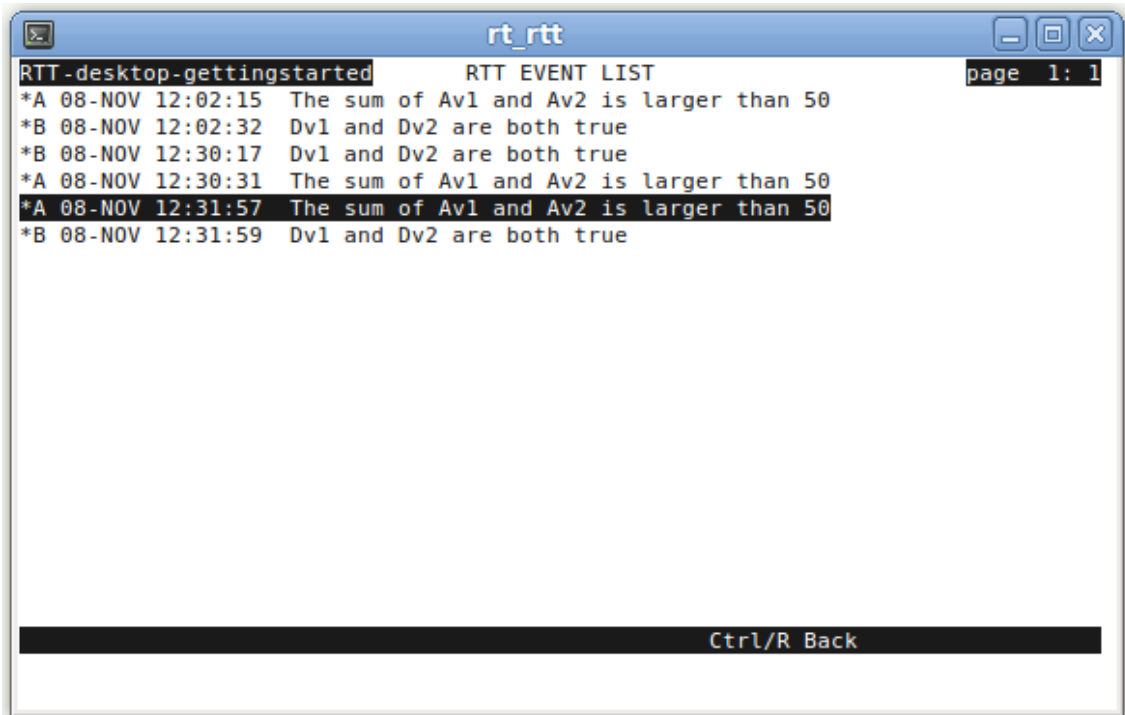 rt_rtt
RTT-desktop-gettingstarted RTT EVENT LIST page 1: 1
*A 08-NOV 12:02:15 The sum of Av1 and Av2 is larger than 50
*B 08-NOV 12:02:32 Dv1 and Dv2 are both true
*B 08-NOV 12:30:17 Dv1 and Dv2 are both true
*A 08-NOV 12:30:31 The sum of Av1 and Av2 is larger than 50
*A 08-NOV 12:31:57 The sum of Av1 and Av2 is larger than 50
*B 08-NOV 12:31:59 Dv1 and Dv2 are both true
Ctrl/R Back